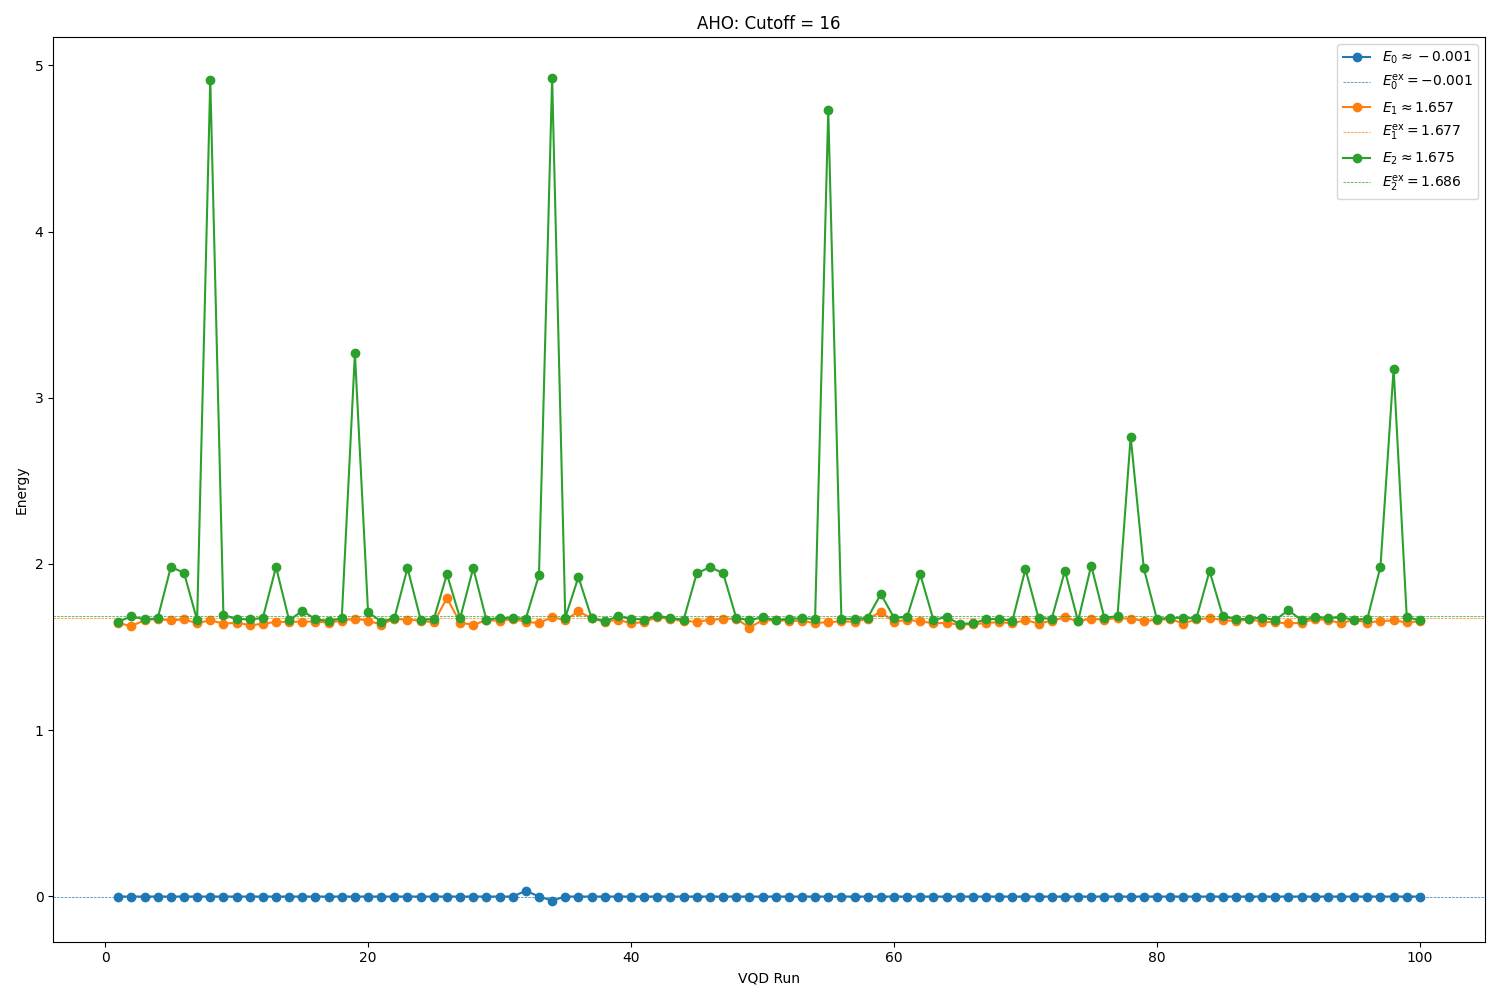 AHO: Cutoff = 16
E₀ ≈ −0.001
E₀ᵉˣ = −0.001
E₁ ≈ 1.657
E₁ᵉˣ = 1.677
E₂ ≈ 1.675
E₂ᵉˣ = 1.686
5
4
3
2
1
0
Energy
0 20 40 60 80 100
VQD Run